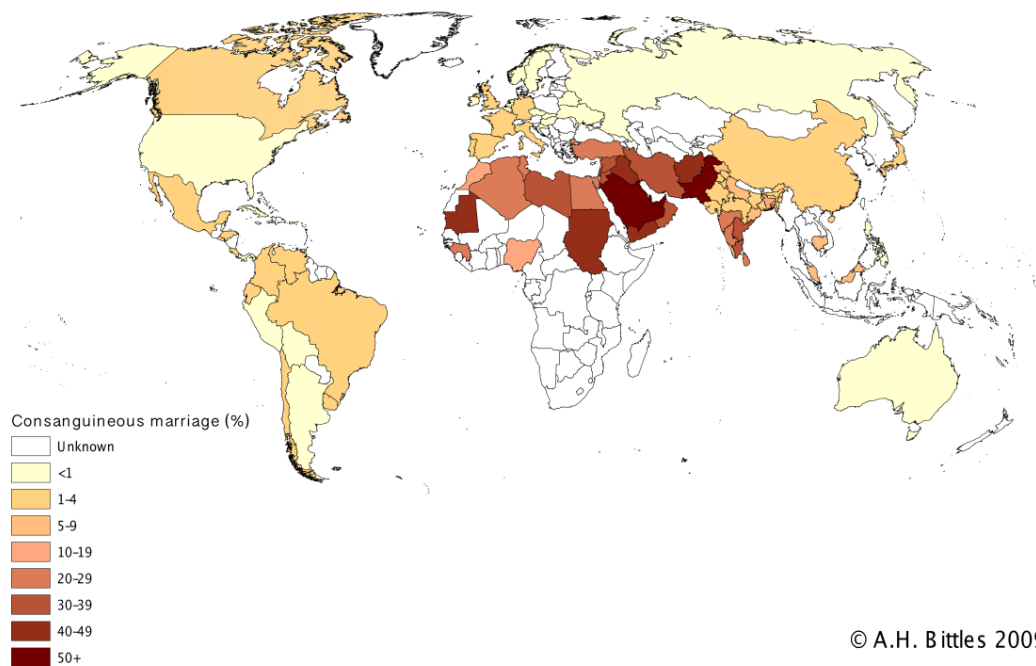 Consanguineous marriage (%)
Unknown
<1
1-4
5-9
10-19
20-29
30-39
40-49
50+
© A.H. Bittles 2009